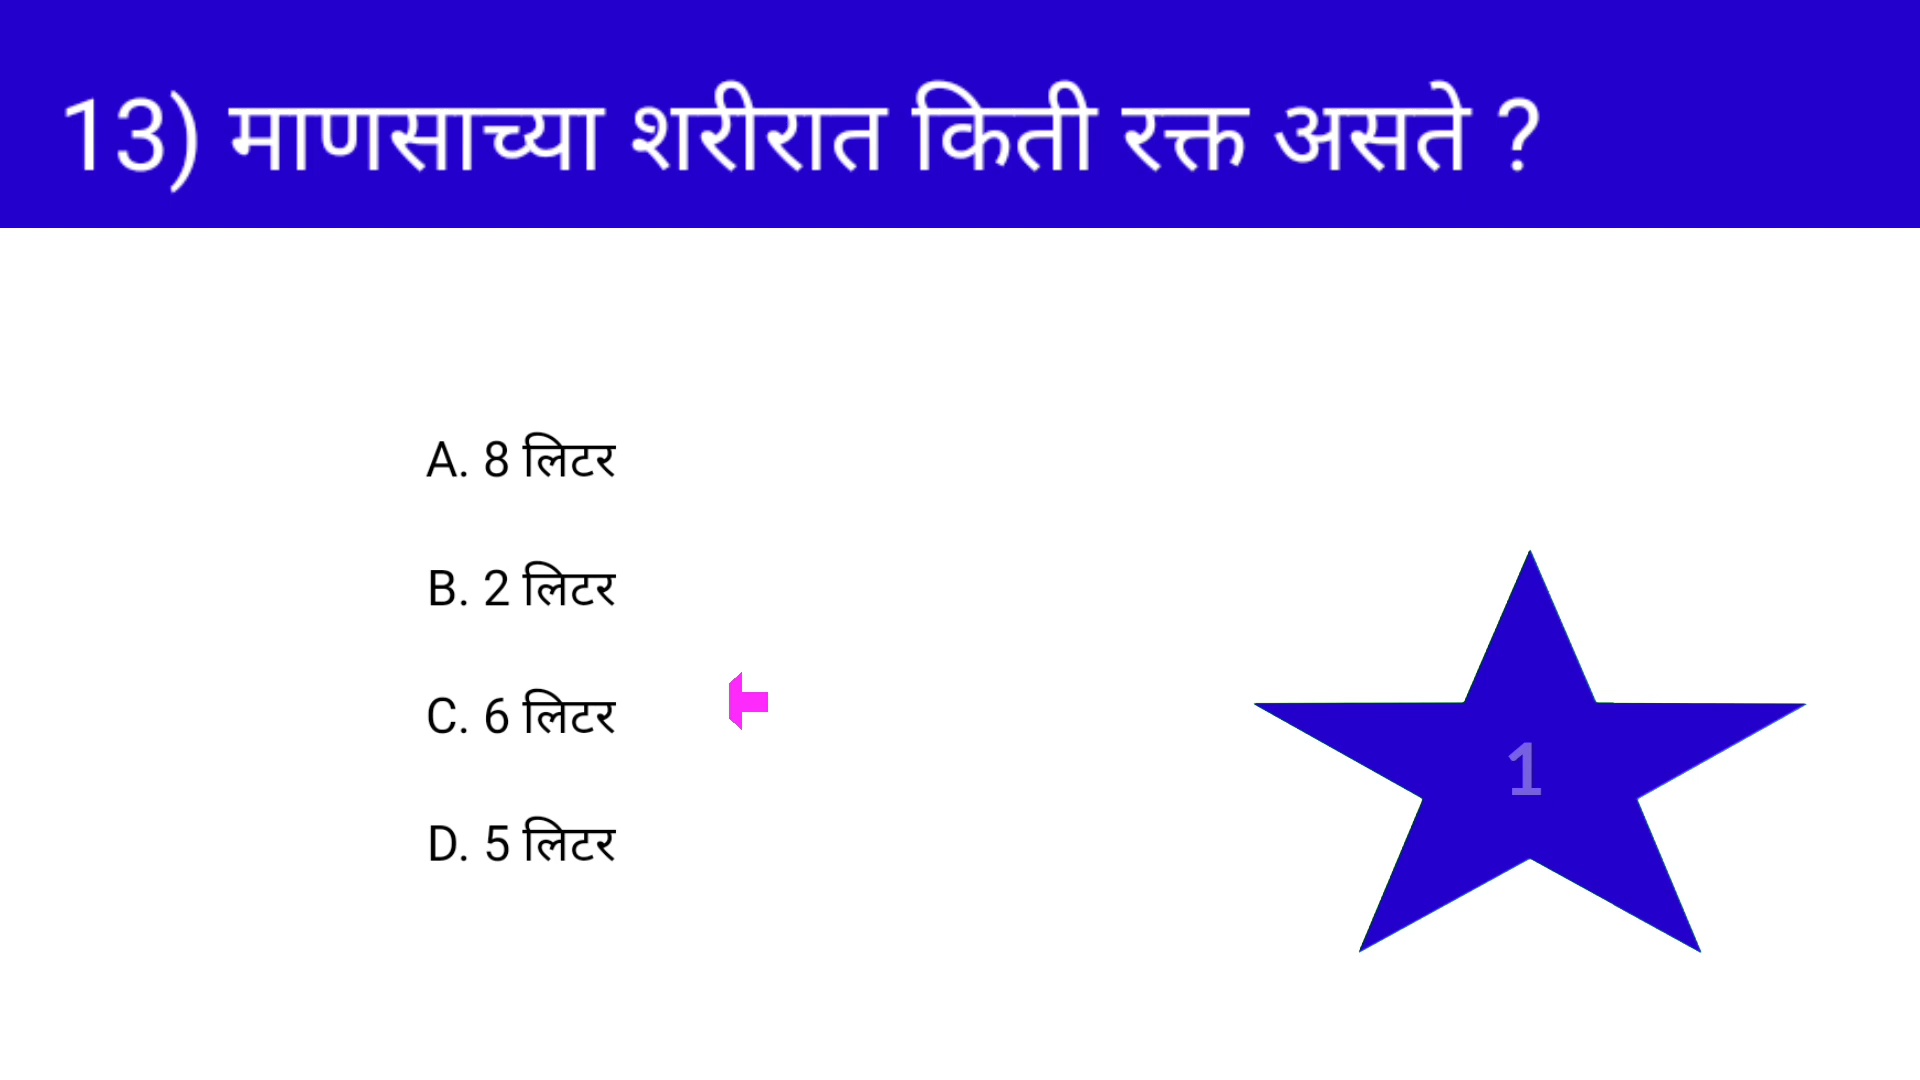 13) माणसाच्या शरीरात किती रक्त असते ?
A. 8 लिटर
B. 2 लिटर
C. 6 लिटर
D. 5 लिटर
1